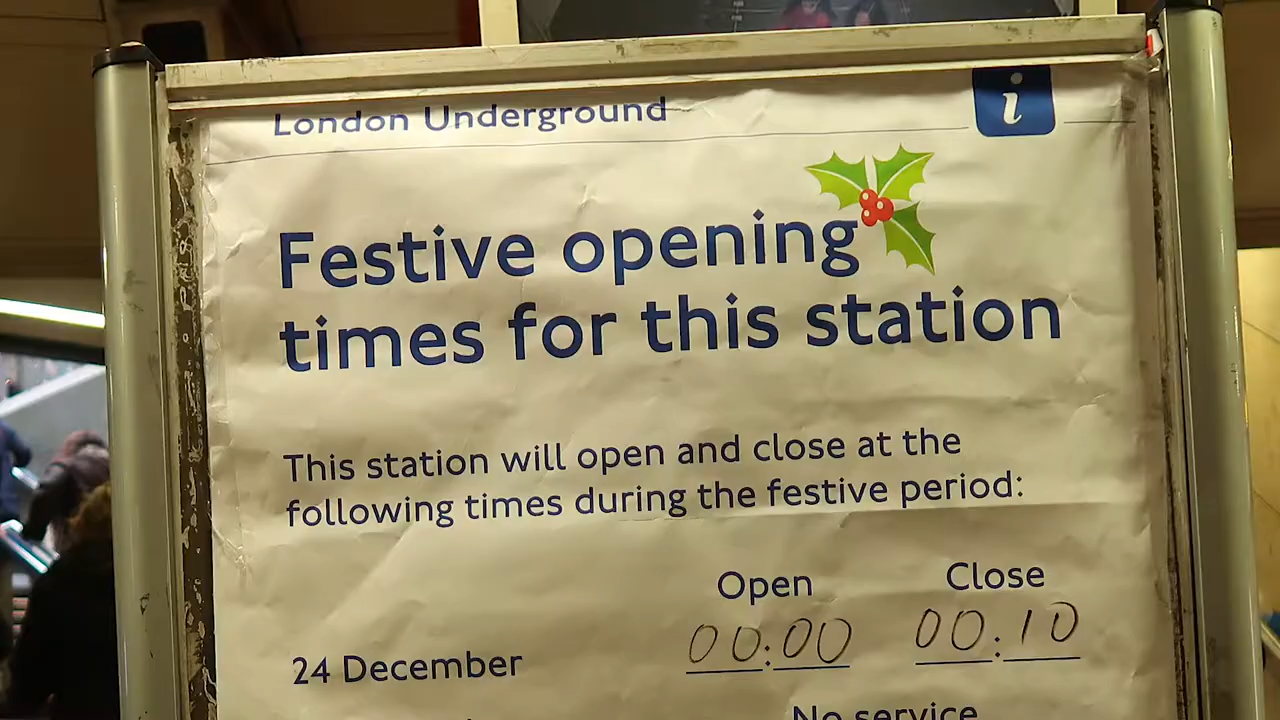 London Underground
i
Festive opening
times for this station
This station will open and close at the
following times during the festive period:
Open Close
24 December 00:00 00:10
No service